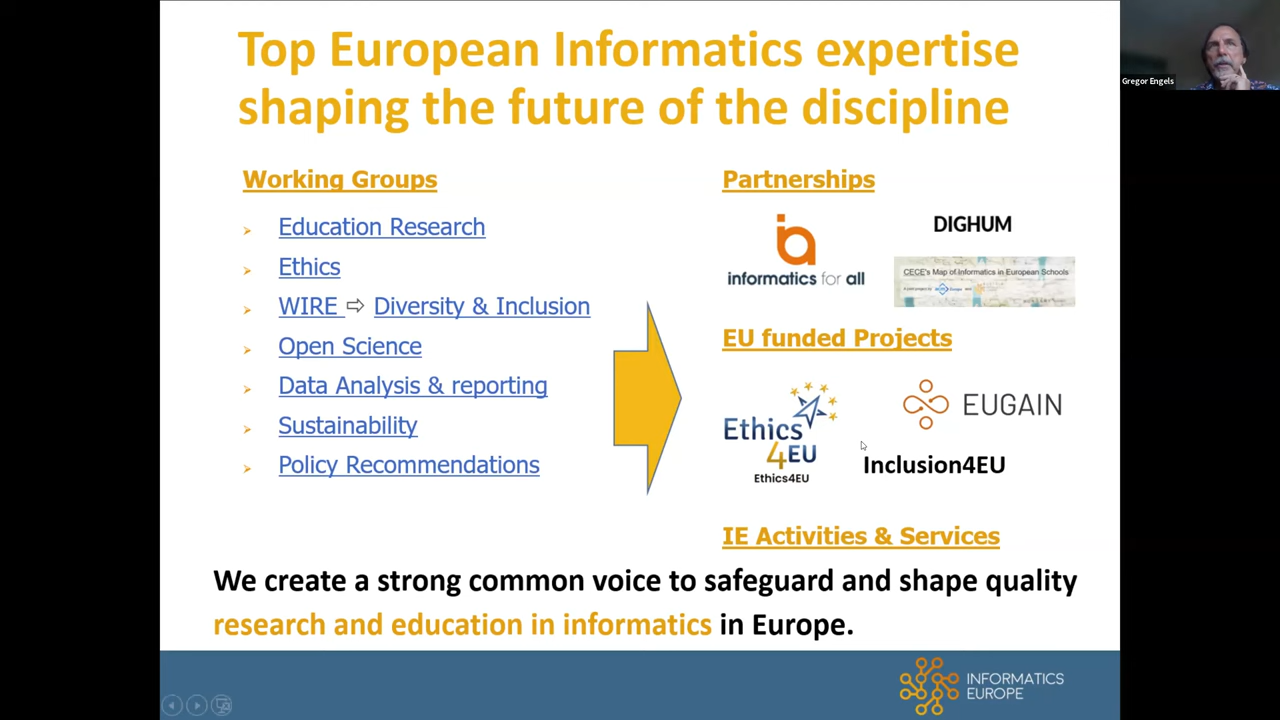 Top European Informatics expertise
shaping the future of the discipline
Gregor Engels
Working Groups
Education Research
Ethics
WIRE ⇨ Diversity & Inclusion
Open Science
Data Analysis & reporting
Sustainability
Policy Recommendations
Partnerships
ia
informatics for all
DIGHUM
CECE's Map of Informatics in European Schools
EU funded Projects
Ethics
4EU
Ethics4EU
EUGAIN
Inclusion4EU
IE Activities & Services
We create a strong common voice to safeguard and shape quality
research and education in informatics in Europe.
INFORMATICS
EUROPE